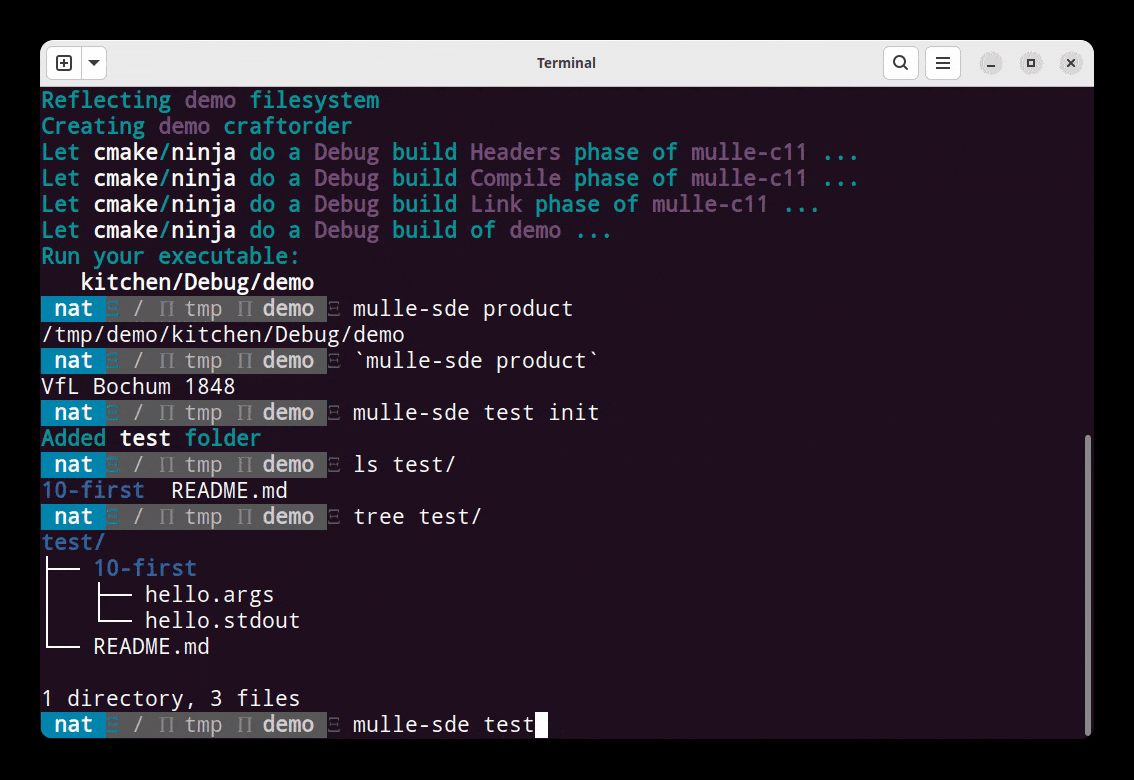 Terminal
Reflecting demo filesystem
Creating demo craftorder
Let cmake/ninja do a Debug build Headers phase of mulle-c11 ...
Let cmake/ninja do a Debug build Compile phase of mulle-c11 ...
Let cmake/ninja do a Debug build Link phase of mulle-c11 ...
Let cmake/ninja do a Debug build of demo ...
Run your executable:
   kitchen/Debug/demo
nat Ξ / Π tmp Π demo Ξ mulle-sde product
/tmp/demo/kitchen/Debug/demo
nat Ξ / Π tmp Π demo Ξ `mulle-sde product`
VfL Bochum 1848
nat Ξ / Π tmp Π demo Ξ mulle-sde test init
Added test folder
nat Ξ / Π tmp Π demo Ξ ls test/
10-first  README.md
nat Ξ / Π tmp Π demo Ξ tree test/
test/
├── 10-first
│   ├── hello.args
│   └── hello.stdout
└── README.md
1 directory, 3 files
nat Ξ / Π tmp Π demo Ξ mulle-sde test